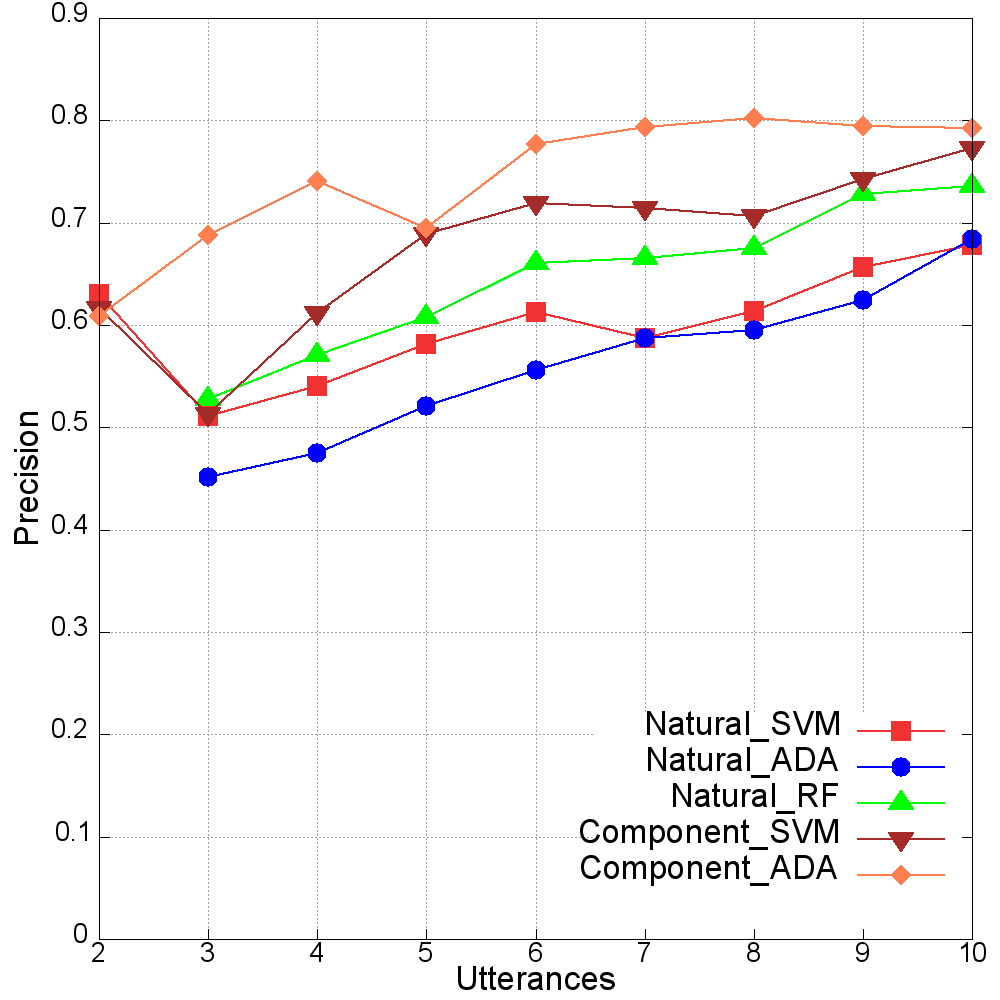 0.9
0.8
0.7
0.6
0.5
0.4
0.3
0.2
0.1
0
Precision
2 3 4 5 6 7 8 9 10
Utterances
Natural_SVM
Natural_ADA
Natural_RF
Component_SVM
Component_ADA